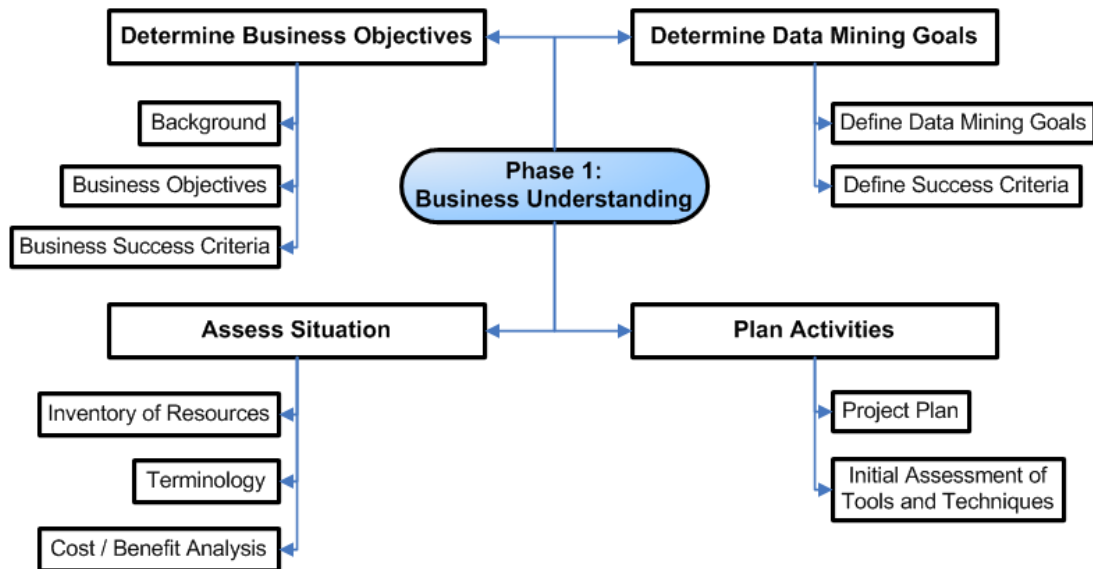 Determine Business Objectives
Background
Business Objectives
Business Success Criteria
Determine Data Mining Goals
Define Data Mining Goals
Define Success Criteria
Phase 1:
Business Understanding
Assess Situation
Inventory of Resources
Terminology
Cost / Benefit Analysis
Plan Activities
Project Plan
Initial Assessment of
Tools and Techniques